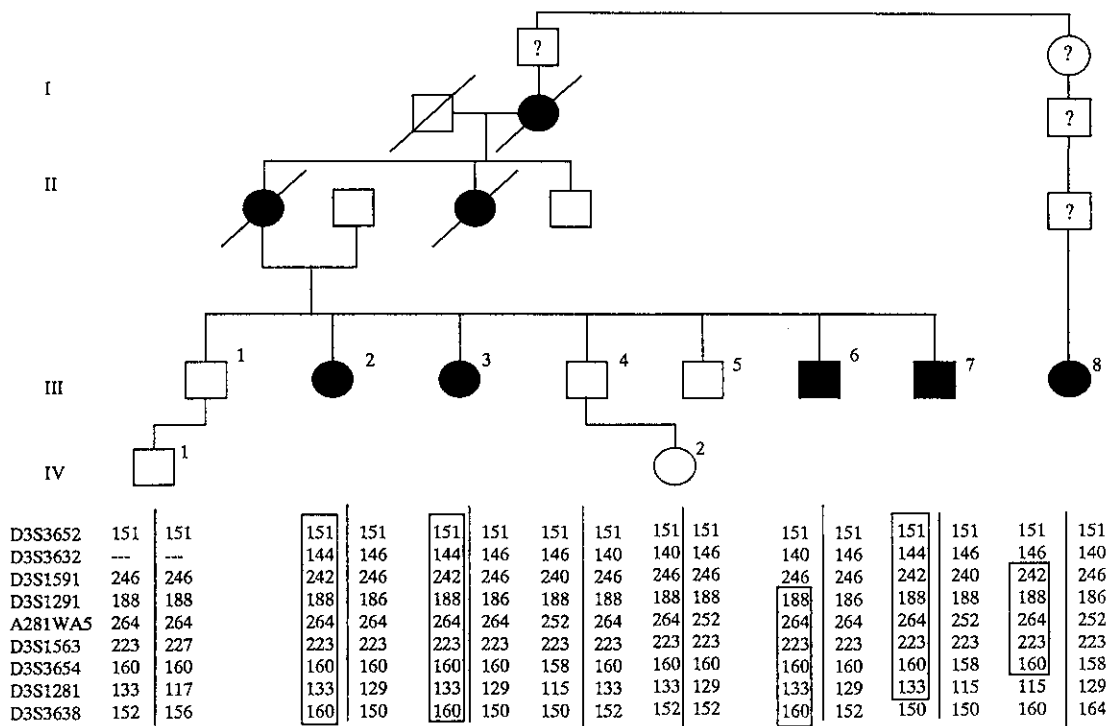 ? ?
I
?
II
?
1 2 3 4 5 6 7 8
III
1 2
IV
D3S3652 151 151 151 151 151 151 151 151 151 151 151 151 151 151 151 151
D3S3632 --- --- 144 146 144 146 146 140 140 146 140 146 144 146 146 140
D3S1591 246 246 242 246 242 246 240 246 246 246 246 246 242 240 242 246
D3S1291 188 188 188 186 188 186 188 188 188 188 188 186 188 188 188 186
A281WA5 264 264 264 264 264 264 252 264 264 252 264 264 264 252 264 252
D3S1563 223 227 223 223 223 223 223 223 223 223 223 223 223 223 223 223
D3S3654 160 160 160 160 160 160 158 160 160 160 160 160 160 158 160 158
D3S1281 133 117 133 129 133 129 115 133 133 129 133 129 133 115 115 129
D3S3638 152 156 160 150 160 150 150 152 152 152 160 152 150 150 160 164